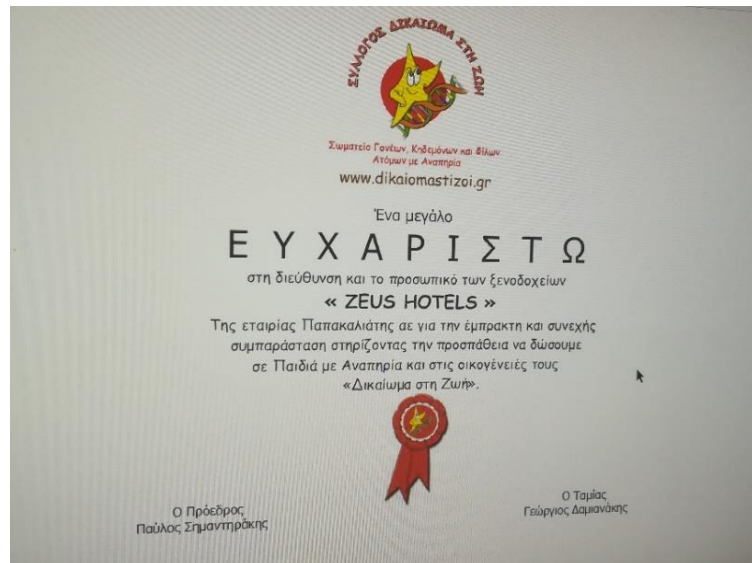 ΣΥΛΛΟΓΟΣ ΔΙΚΑΙΩΜΑ ΣΤΗ ΖΩΗ
Σωματείο Γονέων, Κηδεμόνων και Φίλων
Ατόμων με Αναπηρία
www.dikaiomastizoi.gr
Ένα μεγάλο
ΕΥΧΑΡΙΣΤΩ
στη διεύθυνση και το προσωπικό των ξενοδοχείων
« ZEUS HOTELS »
Της εταιρίας Παπακαλιάτης αε για την έμπρακτη και συνεχής
συμπαράσταση στηρίζοντας την προσπάθεια να δώσουμε
σε Παιδιά με Αναπηρία και στις οικογένειές τους
«Δικαίωμα στη Ζωή».
Ο Πρόεδρος
Παύλος Σημαντηράκης
Ο Ταμίας
Γεώργιος Δαμιανάκης